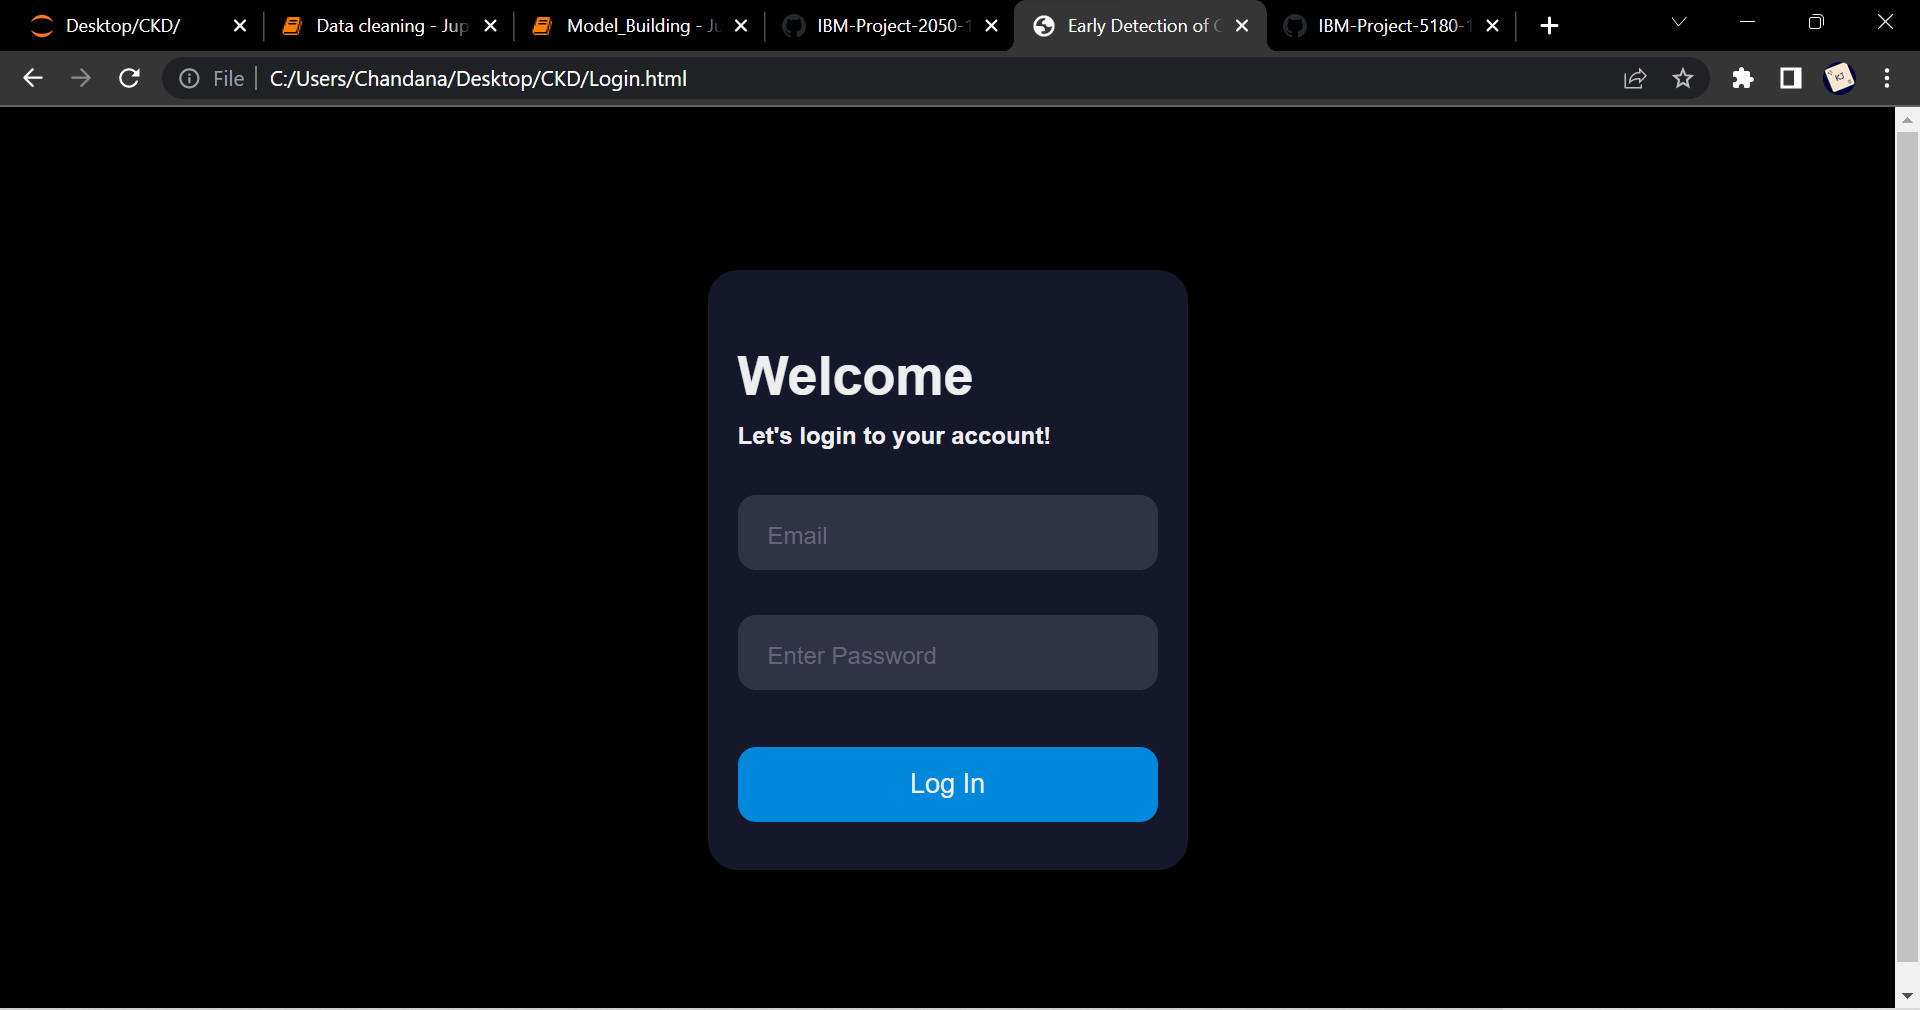 Desktop/CKD/
Data cleaning - Jup
Model_Building - Ju
IBM-Project-2050-1
Early Detection of C
IBM-Project-5180-1
File
C:/Users/Chandana/Desktop/CKD/Login.html
KJ
Welcome
Let's login to your account!
Email
Enter Password
Log In